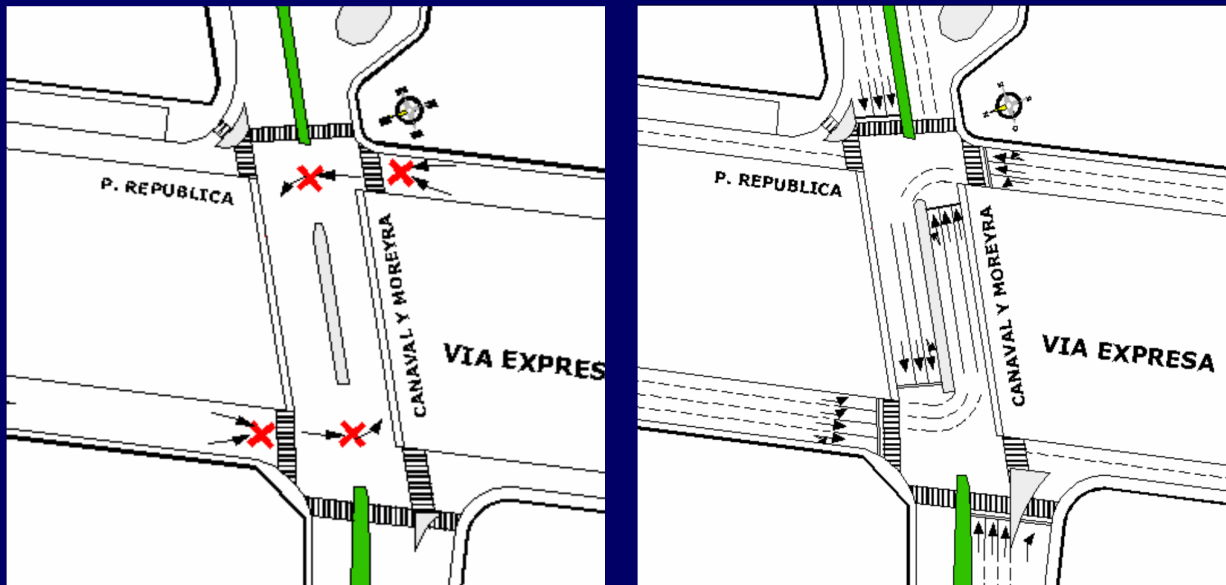 P. REPUBLICA
CANAVAL Y MOREYRA
VIA EXPRES
P. REPUBLICA
CANAVAL Y MOREYRA
VIA EXPRESA